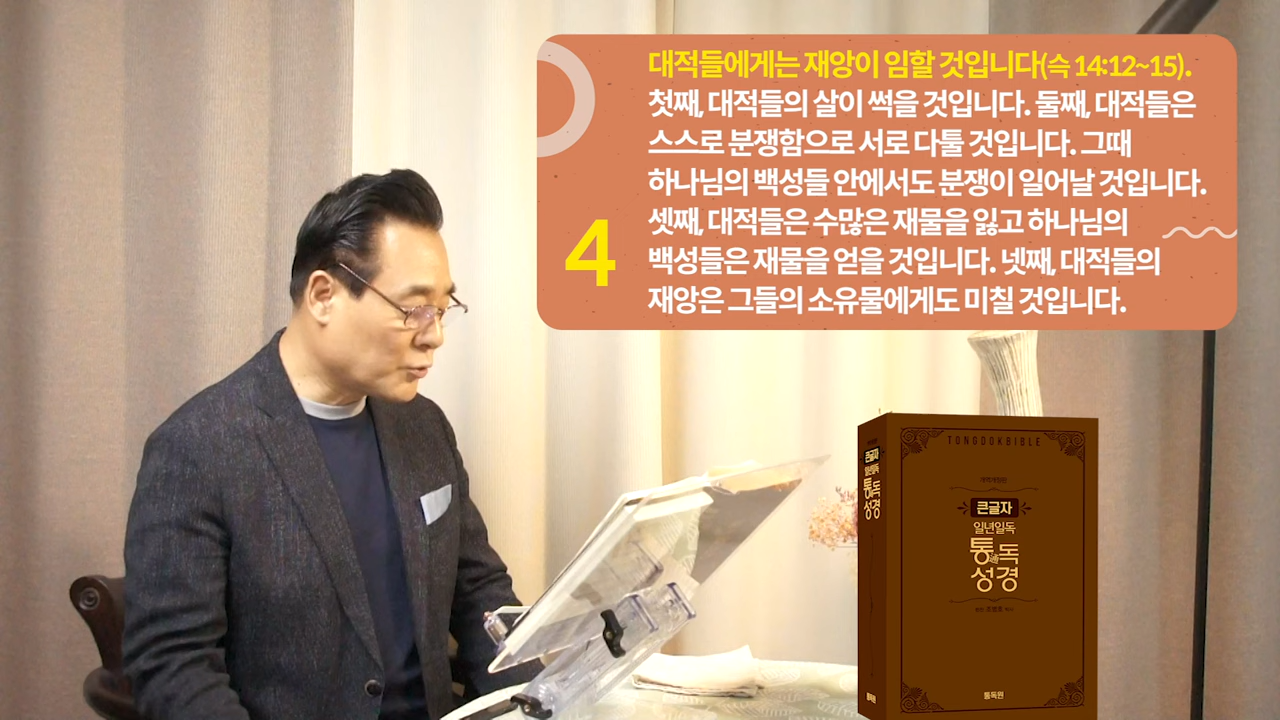 대적들에게는 재앙이 임할 것입니다(슥 14:12~15).
첫째, 대적들의 살이 썩을 것입니다. 둘째, 대적들은
스스로 분쟁함으로 서로 다툴 것입니다. 그때
하나님의 백성들 안에서도 분쟁이 일어날 것입니다.
셋째, 대적들은 수많은 재물을 잃고 하나님의
백성들은 재물을 얻을 것입니다. 넷째, 대적들의
재앙은 그들의 소유물에게도 미칠 것입니다.
4
큰글자
일년일독
통독
성경
통독원
TONGDOKBIBLE
개역개정판
큰글자
일년일독
통독
성경
통독원